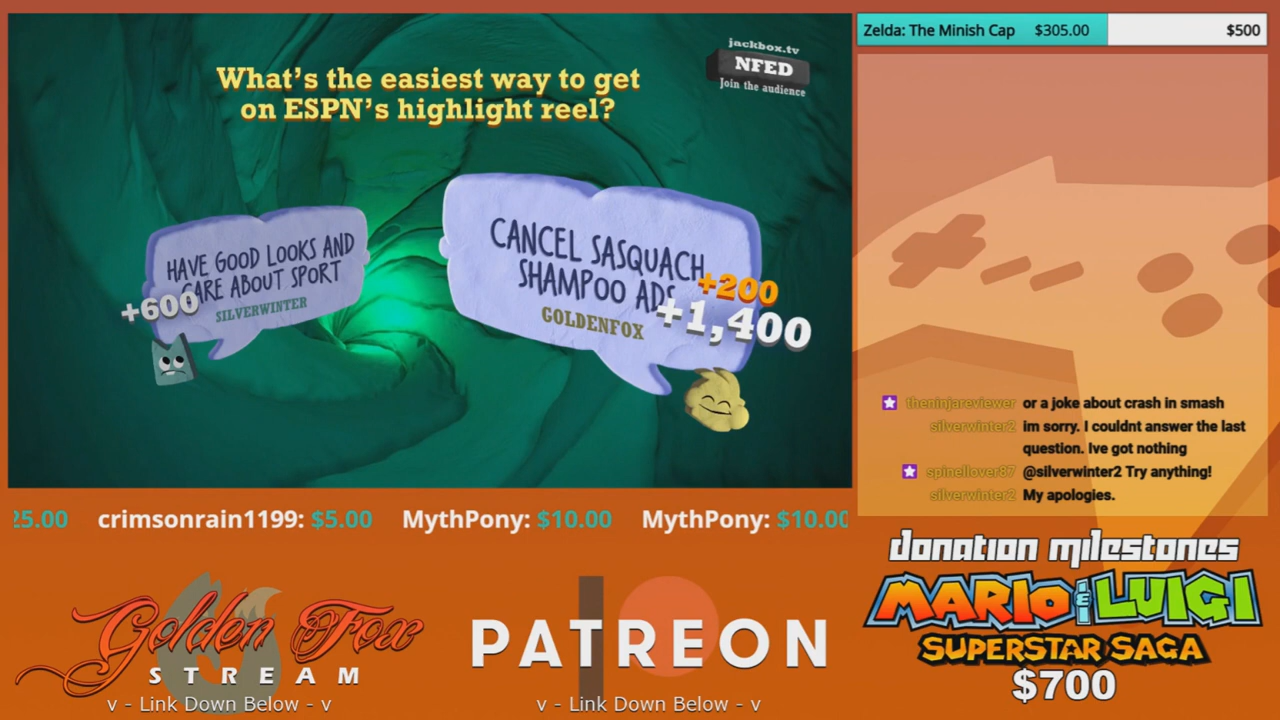 jackbox.tv
NFED
Join the audience
What's the easiest way to get
on ESPN's highlight reel?
HAVE GOOD LOOKS AND
CARE ABOUT SPORT
SILVERWINTER
+600
CANCEL SASQUACH
SHAMPOO ADS
GOLDENFOX
+200
+1,400
Zelda: The Minish Cap $305.00 $500
theninjareviewer or a joke about crash in smash
silverwinter2 im sorry. I couldnt answer the last
question. Ive got nothing
spinellover87 @silverwinter2 Try anything!
silverwinter2 My apologies.
25.00 crimsonrain1199: $5.00 MythPony: $10.00 MythPony: $10.00
Golden Fox
STREAM
v - Link Down Below - v
PATREON
v - Link Down Below - v
donation milestones
MARIO & LUIGI
SUPERSTAR SAGA
$700